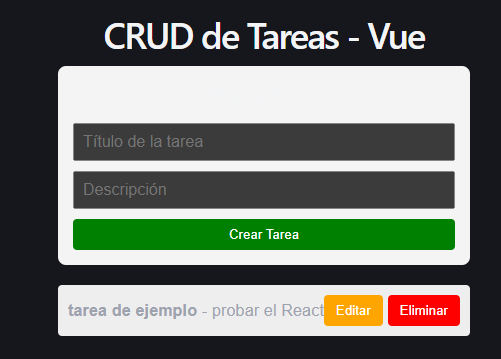 CRUD de Tareas - Vue
Título de la tarea
Descripción
Crear Tarea
tarea de ejemplo - probar el React Editar Eliminar